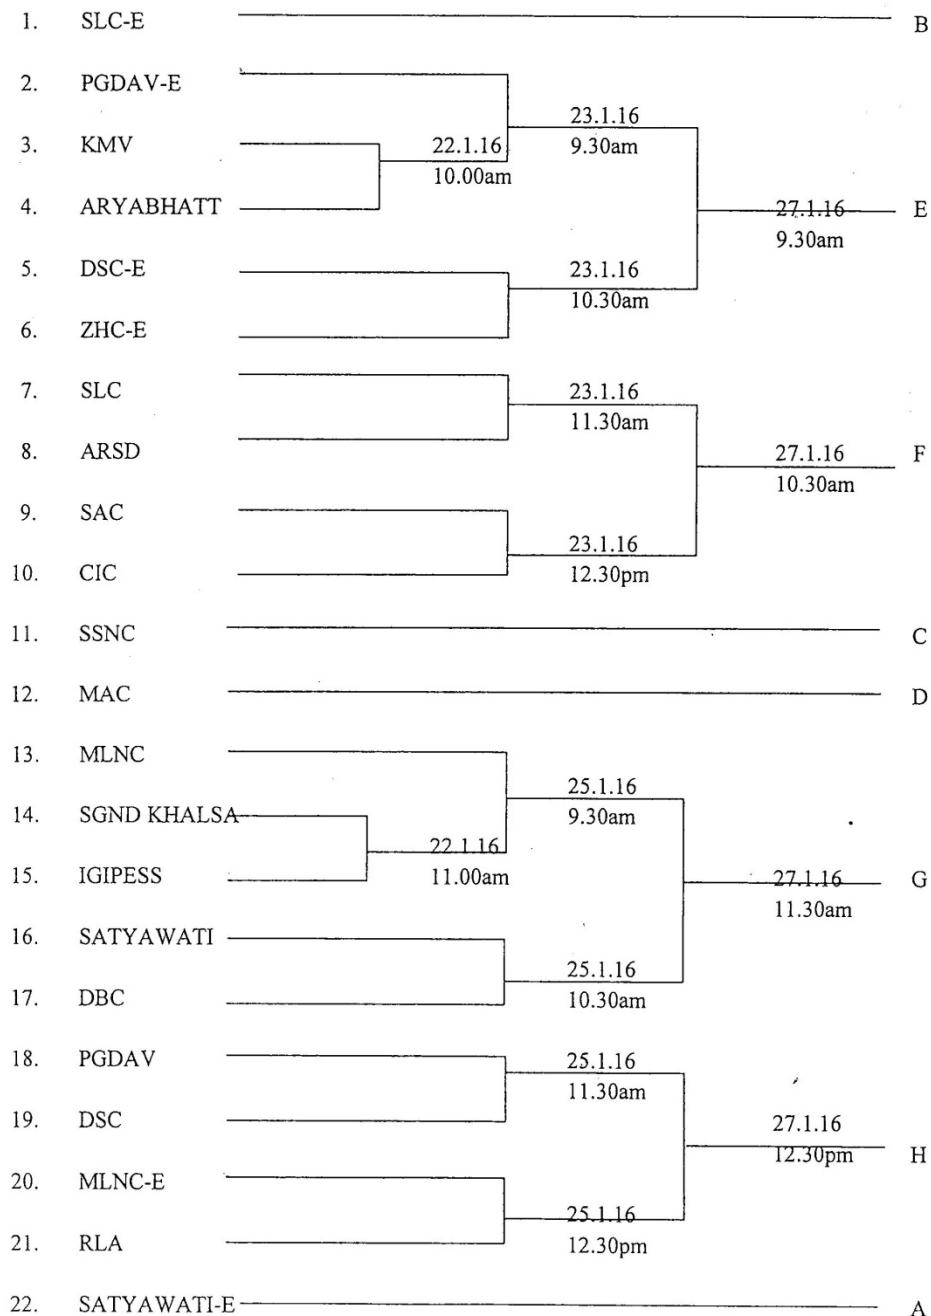 1. SLC-E B
2. PGDAV-E
23.1.16
9.30am
3. KMV
22.1.16
10.00am
4. ARYABHATT
27.1.16
9.30am
E
5. DSC-E
23.1.16
10.30am
6. ZHC-E
7. SLC
23.1.16
11.30am
8. ARSD
27.1.16
10.30am
F
9. SAC
23.1.16
12.30pm
10. CIC
11. SSNC C
12. MAC D
13. MLNC
25.1.16
9.30am
14. SGND KHALSA
22.1.16
11.00am
15. IGIPESS
27.1.16
11.30am
G
16. SATYAWATI
25.1.16
10.30am
17. DBC
18. PGDAV
25.1.16
11.30am
19. DSC
27.1.16
12.30pm
H
20. MLNC-E
25.1.16
12.30pm
21. RLA
22. SATYAWATI-E A